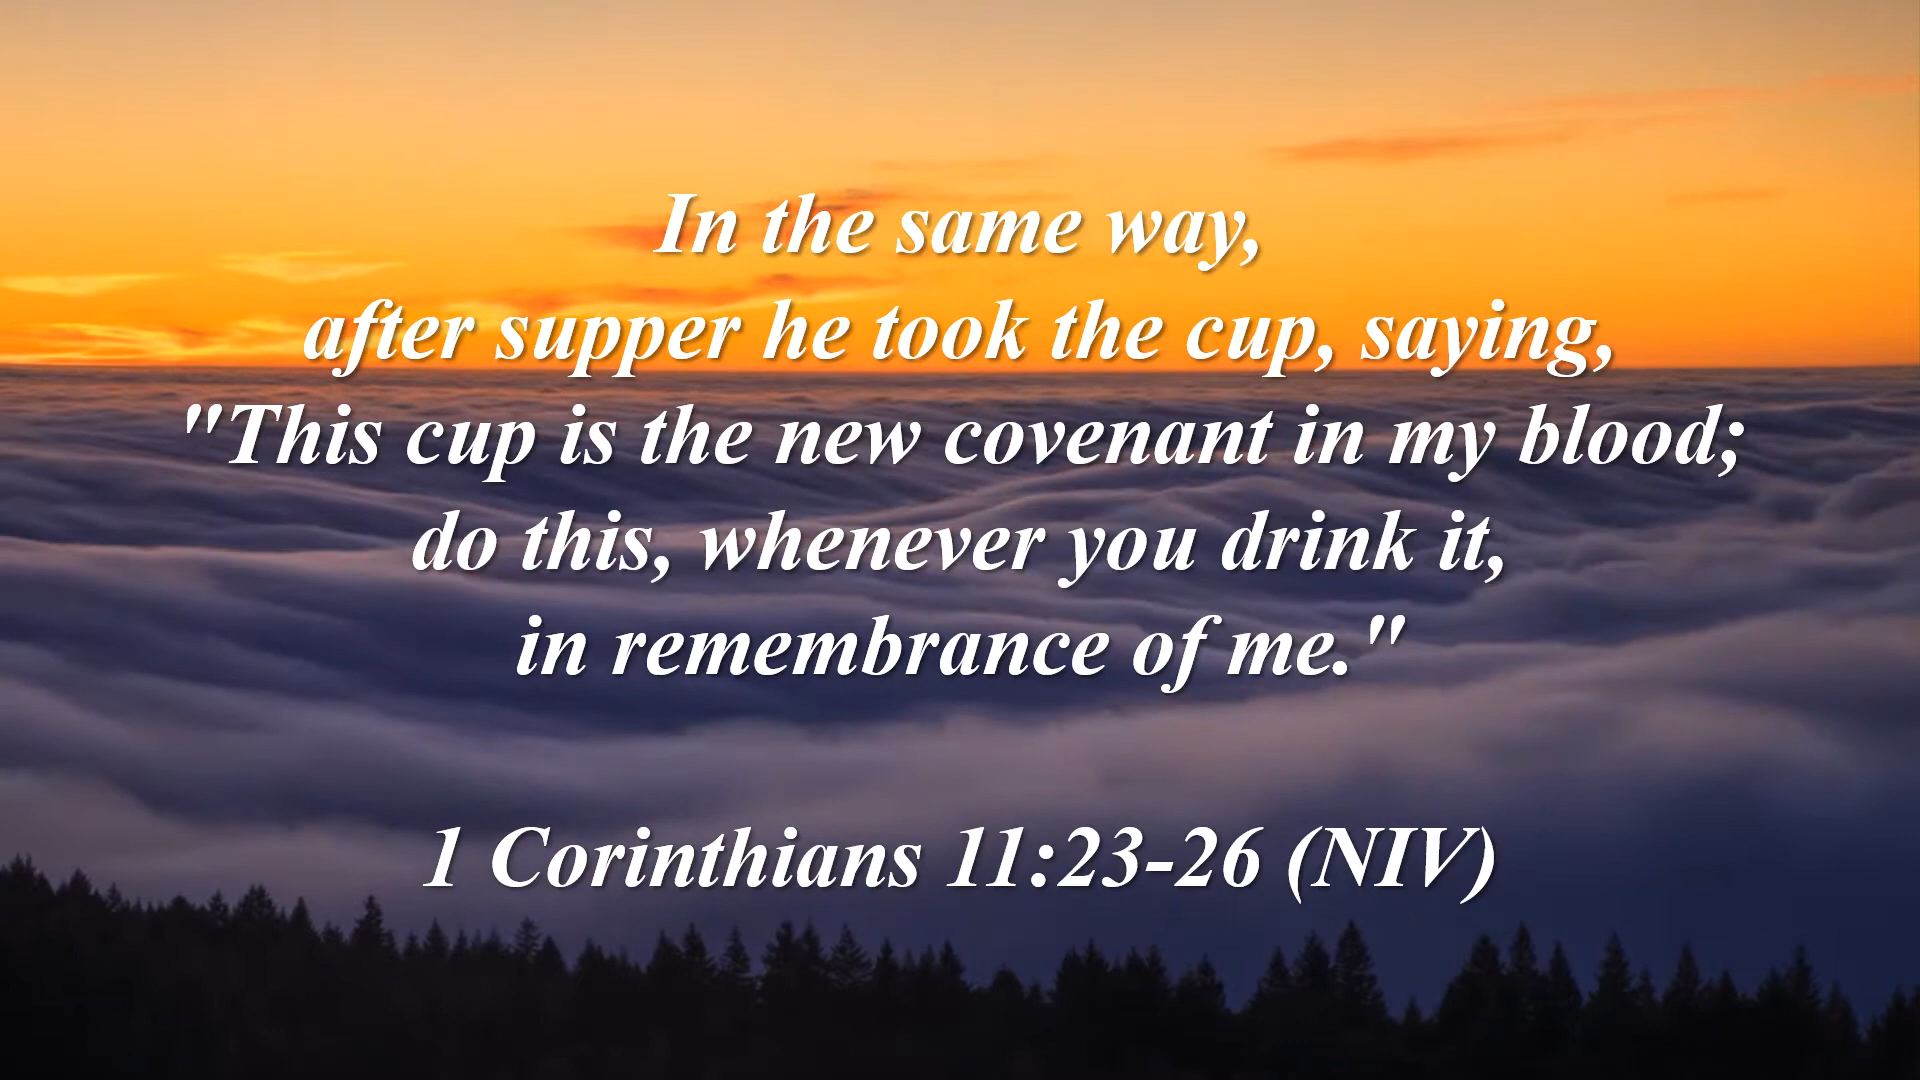 In the same way,
after supper he took the cup, saying,
"This cup is the new covenant in my blood;
do this, whenever you drink it,
in remembrance of me."
1 Corinthians 11:23-26 (NIV)